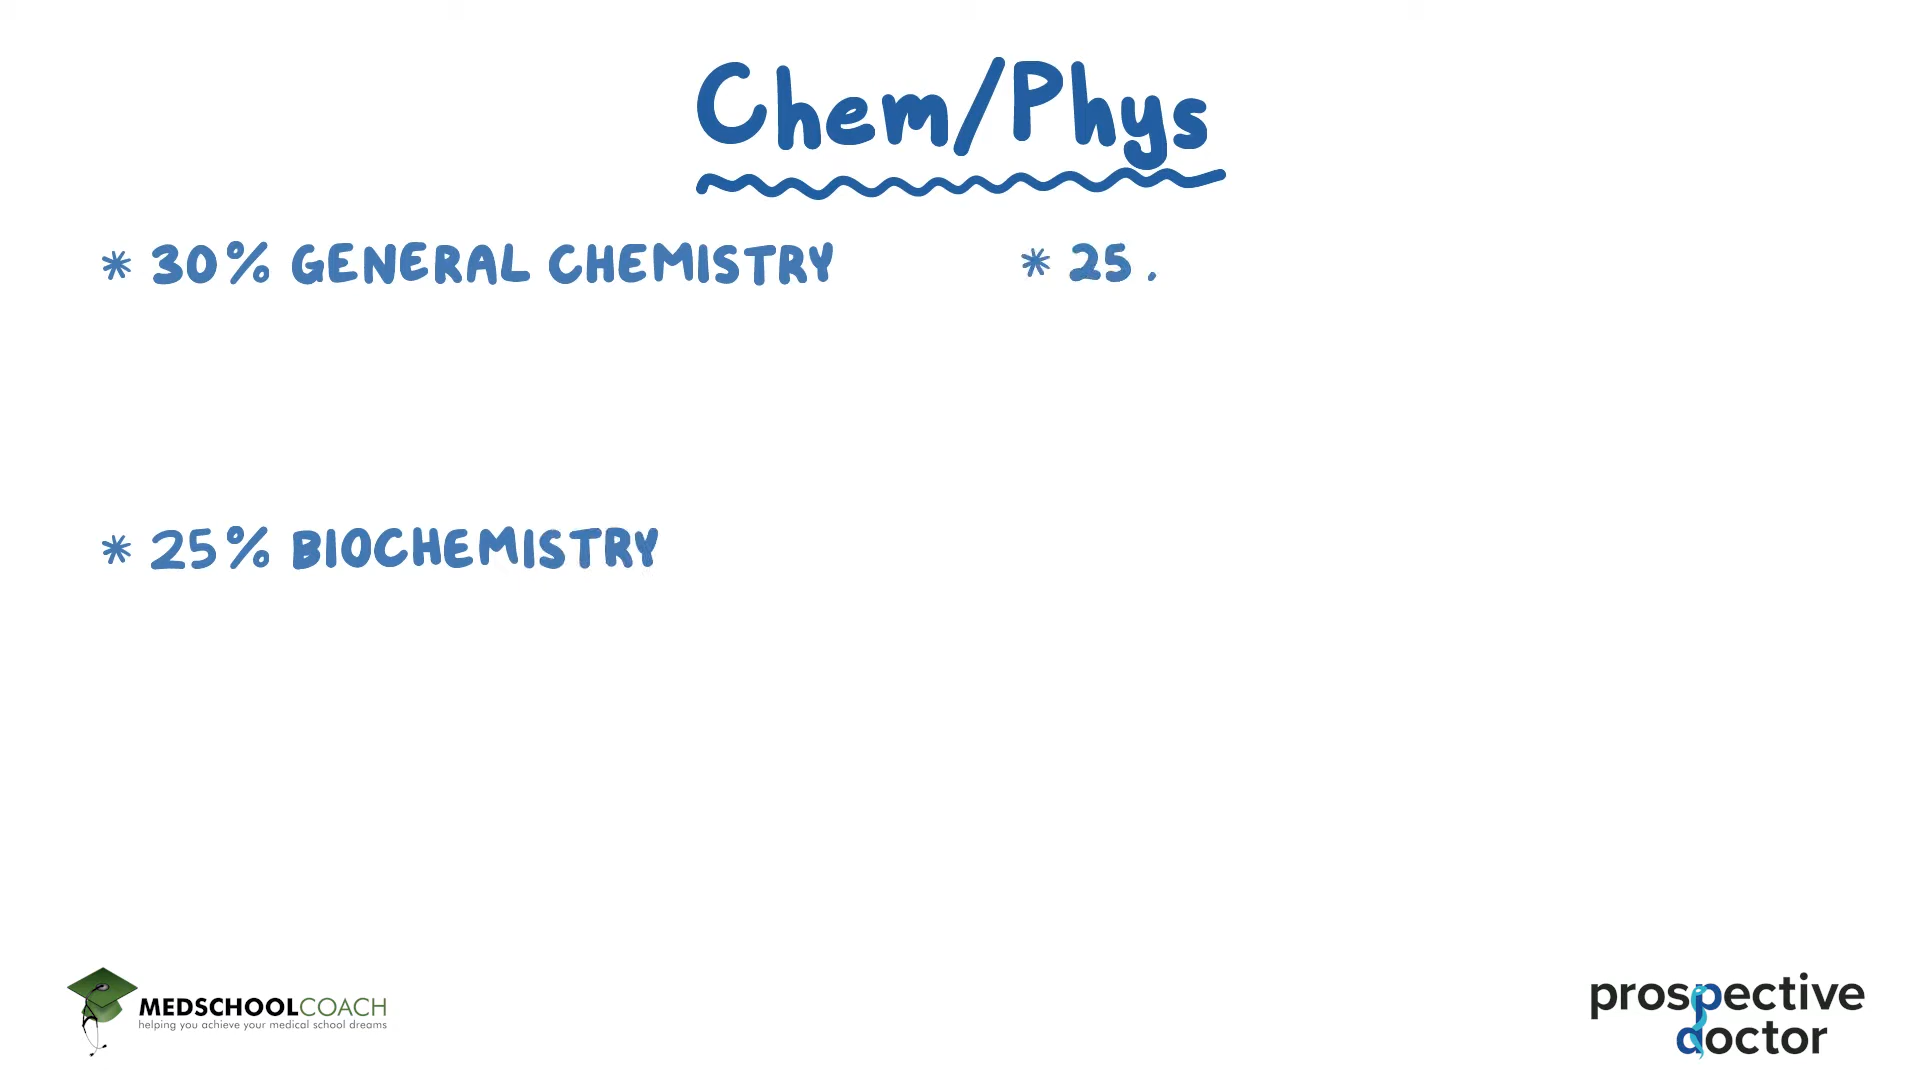 Chem/Phys
* 30% GENERAL CHEMISTRY
* 25 .
* 25% BIOCHEMISTRY
MEDSCHOOLCOACH
helping you achieve your medical school dreams
prospective
doctor